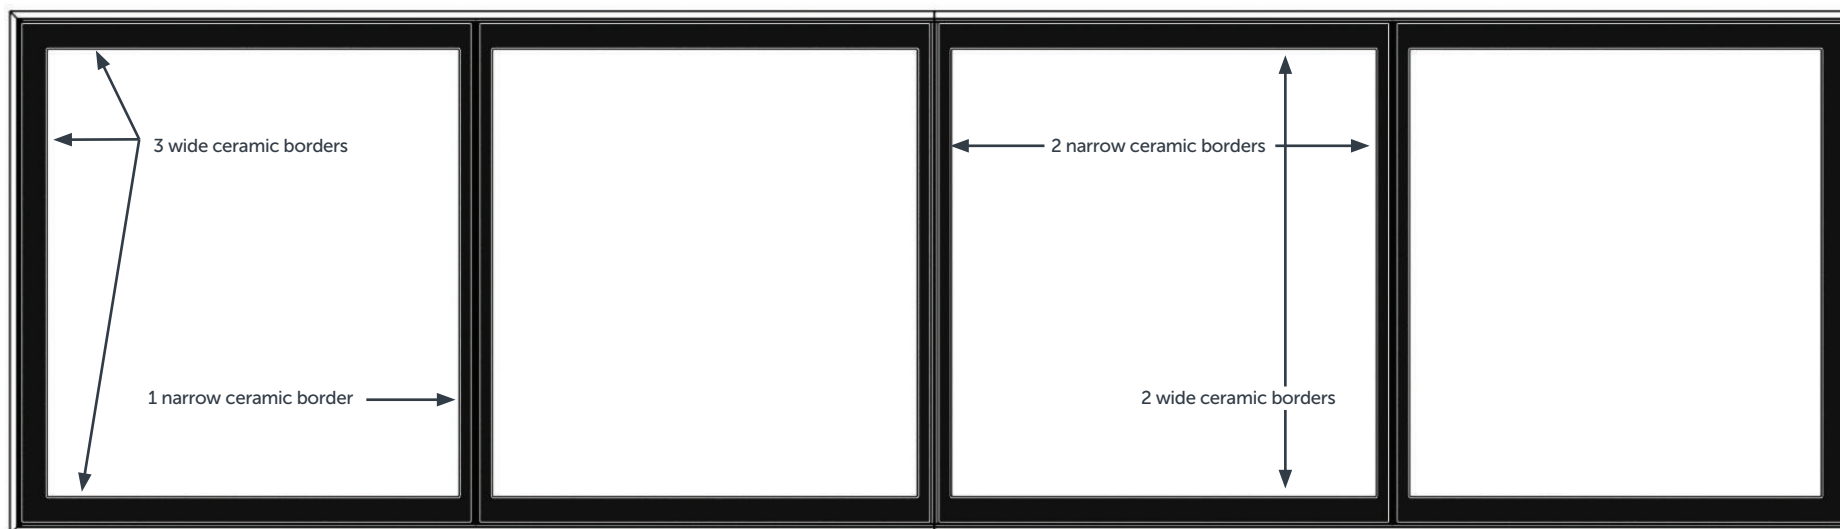 3 wide ceramic borders
2 narrow ceramic borders
1 narrow ceramic border
2 wide ceramic borders